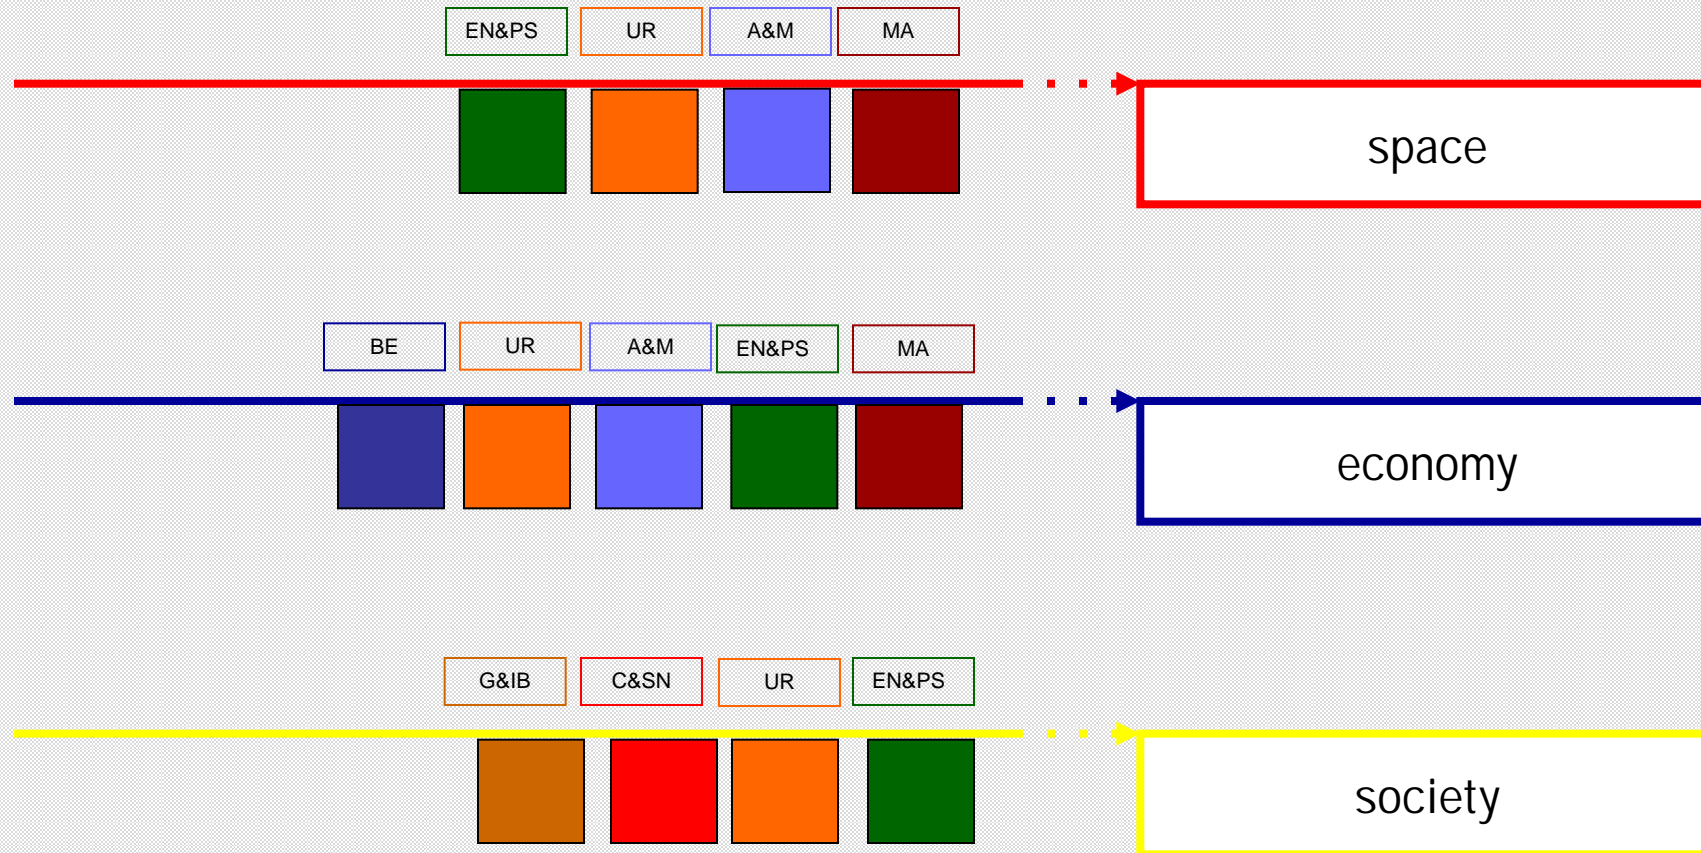 EN&PS UR A&M MA
space
BE UR A&M EN&PS MA
economy
G&IB C&SN UR EN&PS
society